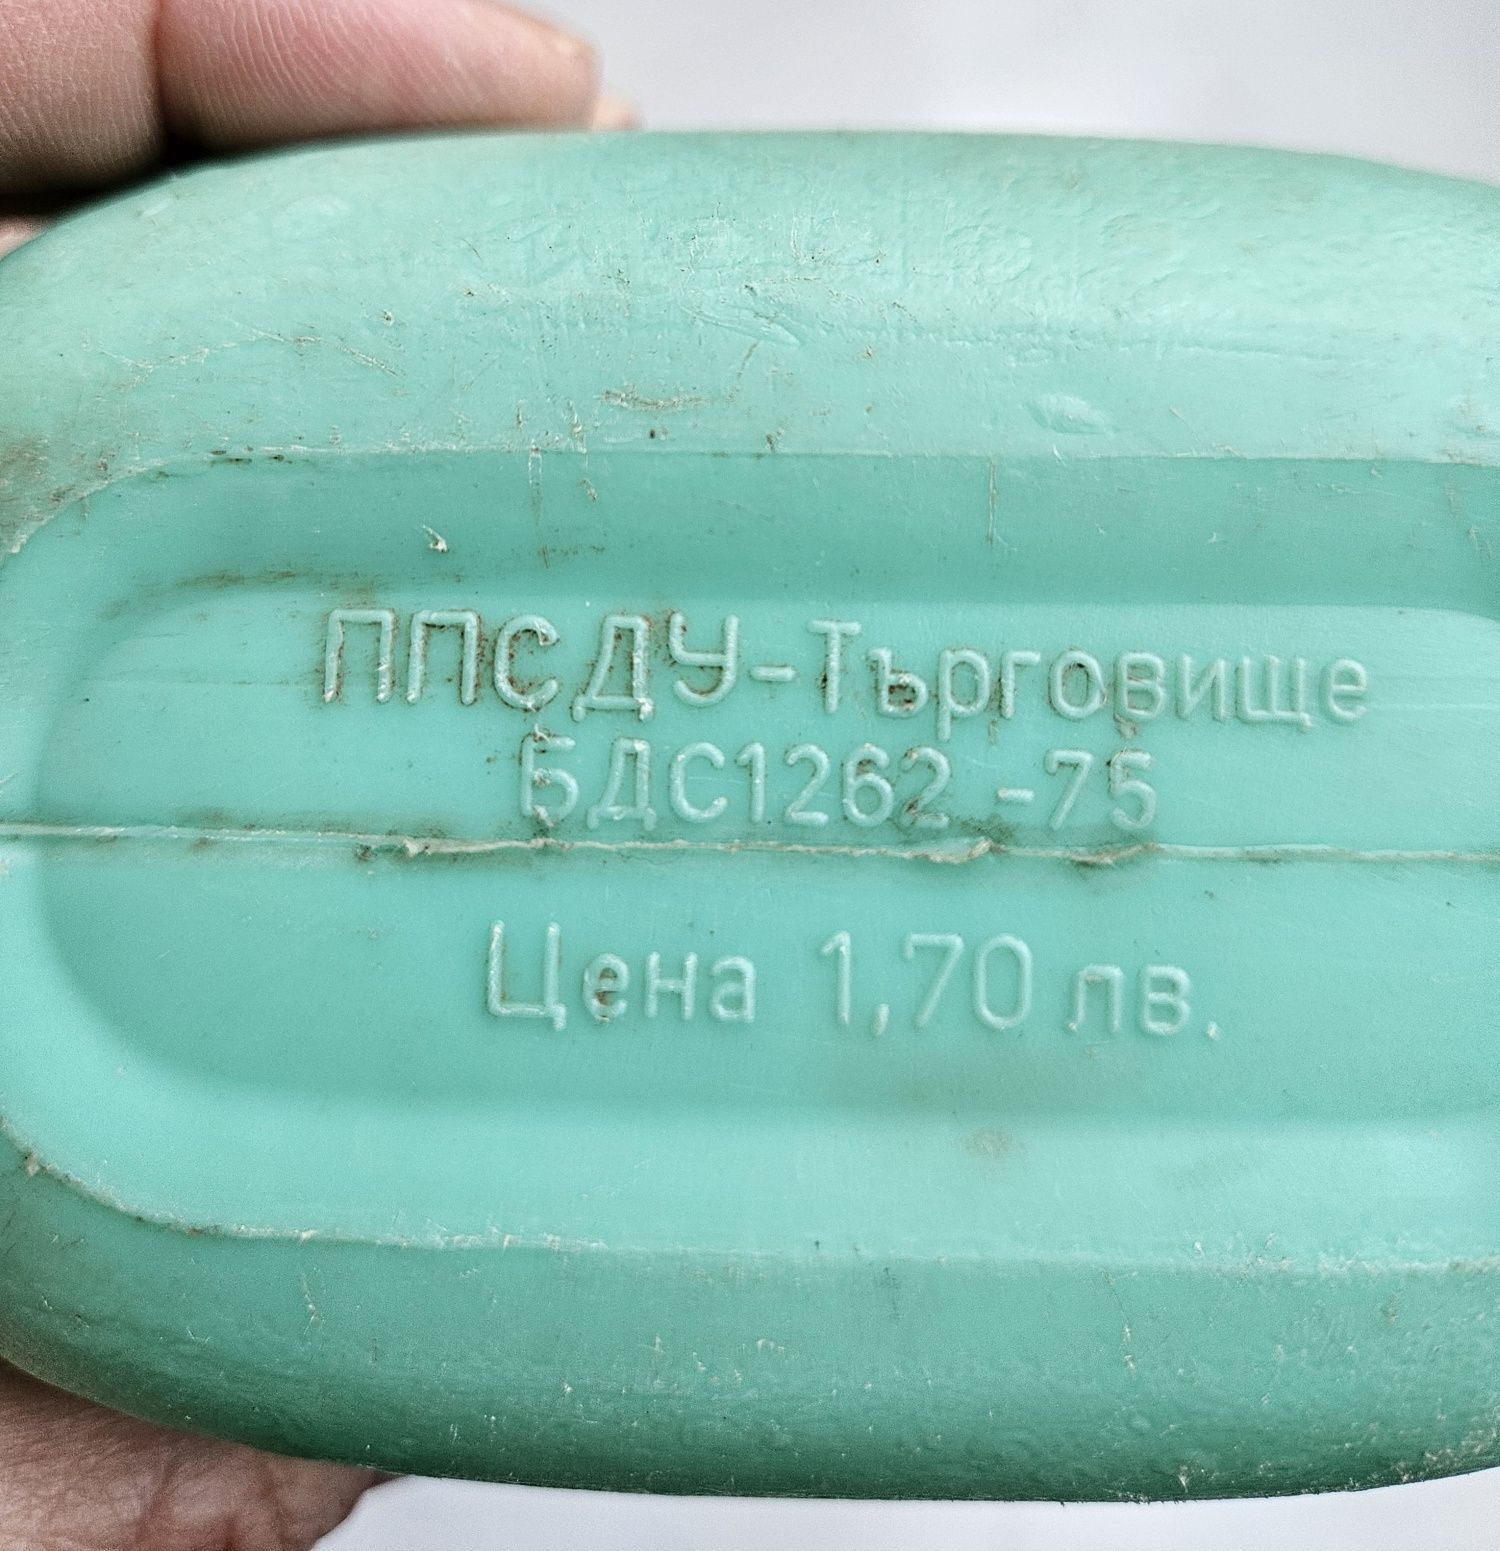 ППСДУ-Търговище
БДС1262-75
Цена 1,70 лв.